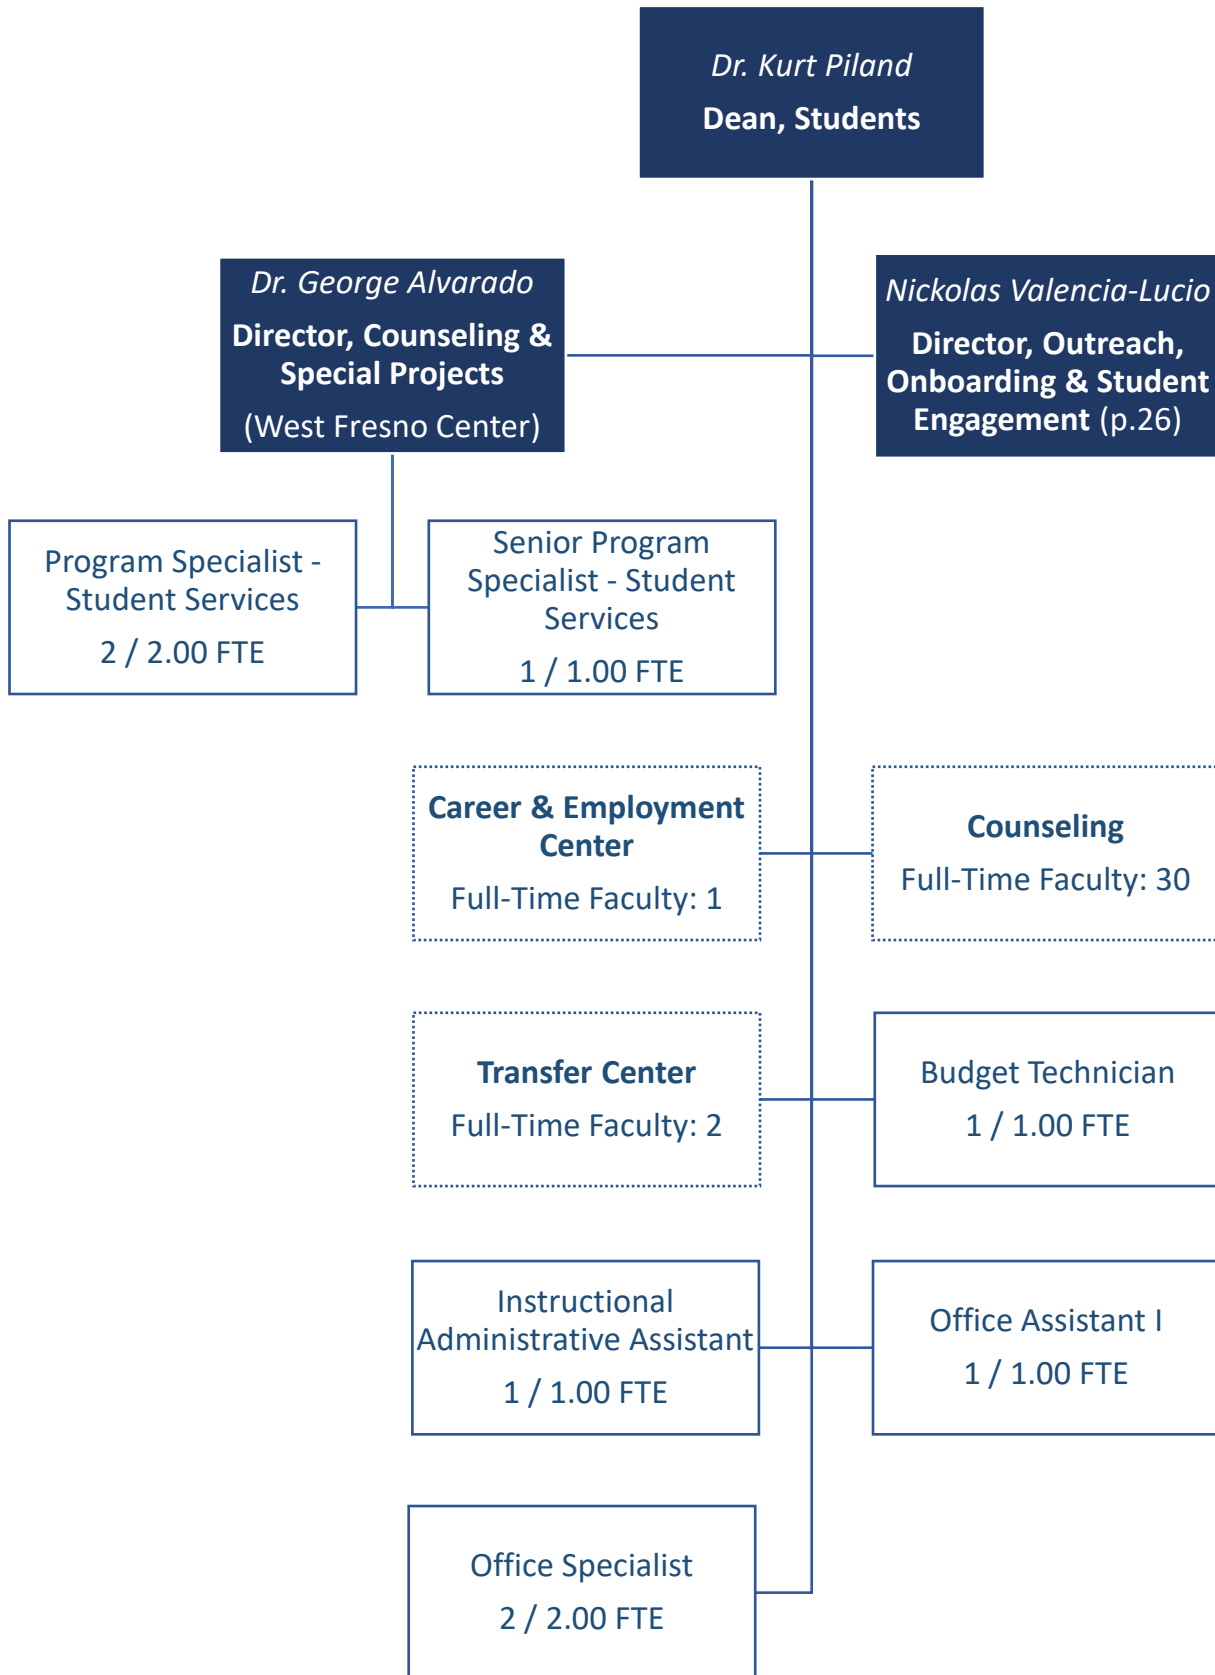 Dr. Kurt Piland
Dean, Students
Dr. George Alvarado
Director, Counseling &
Special Projects
(West Fresno Center)
Nickolas Valencia-Lucio
Director, Outreach,
Onboarding & Student
Engagement (p.26)
Program Specialist -
Student Services
2 / 2.00 FTE
Senior Program
Specialist - Student
Services
1 / 1.00 FTE
Career & Employment
Center
Full-Time Faculty: 1
Counseling
Full-Time Faculty: 30
Transfer Center
Full-Time Faculty: 2
Budget Technician
1 / 1.00 FTE
Instructional
Administrative Assistant
1 / 1.00 FTE
Office Assistant I
1 / 1.00 FTE
Office Specialist
2 / 2.00 FTE